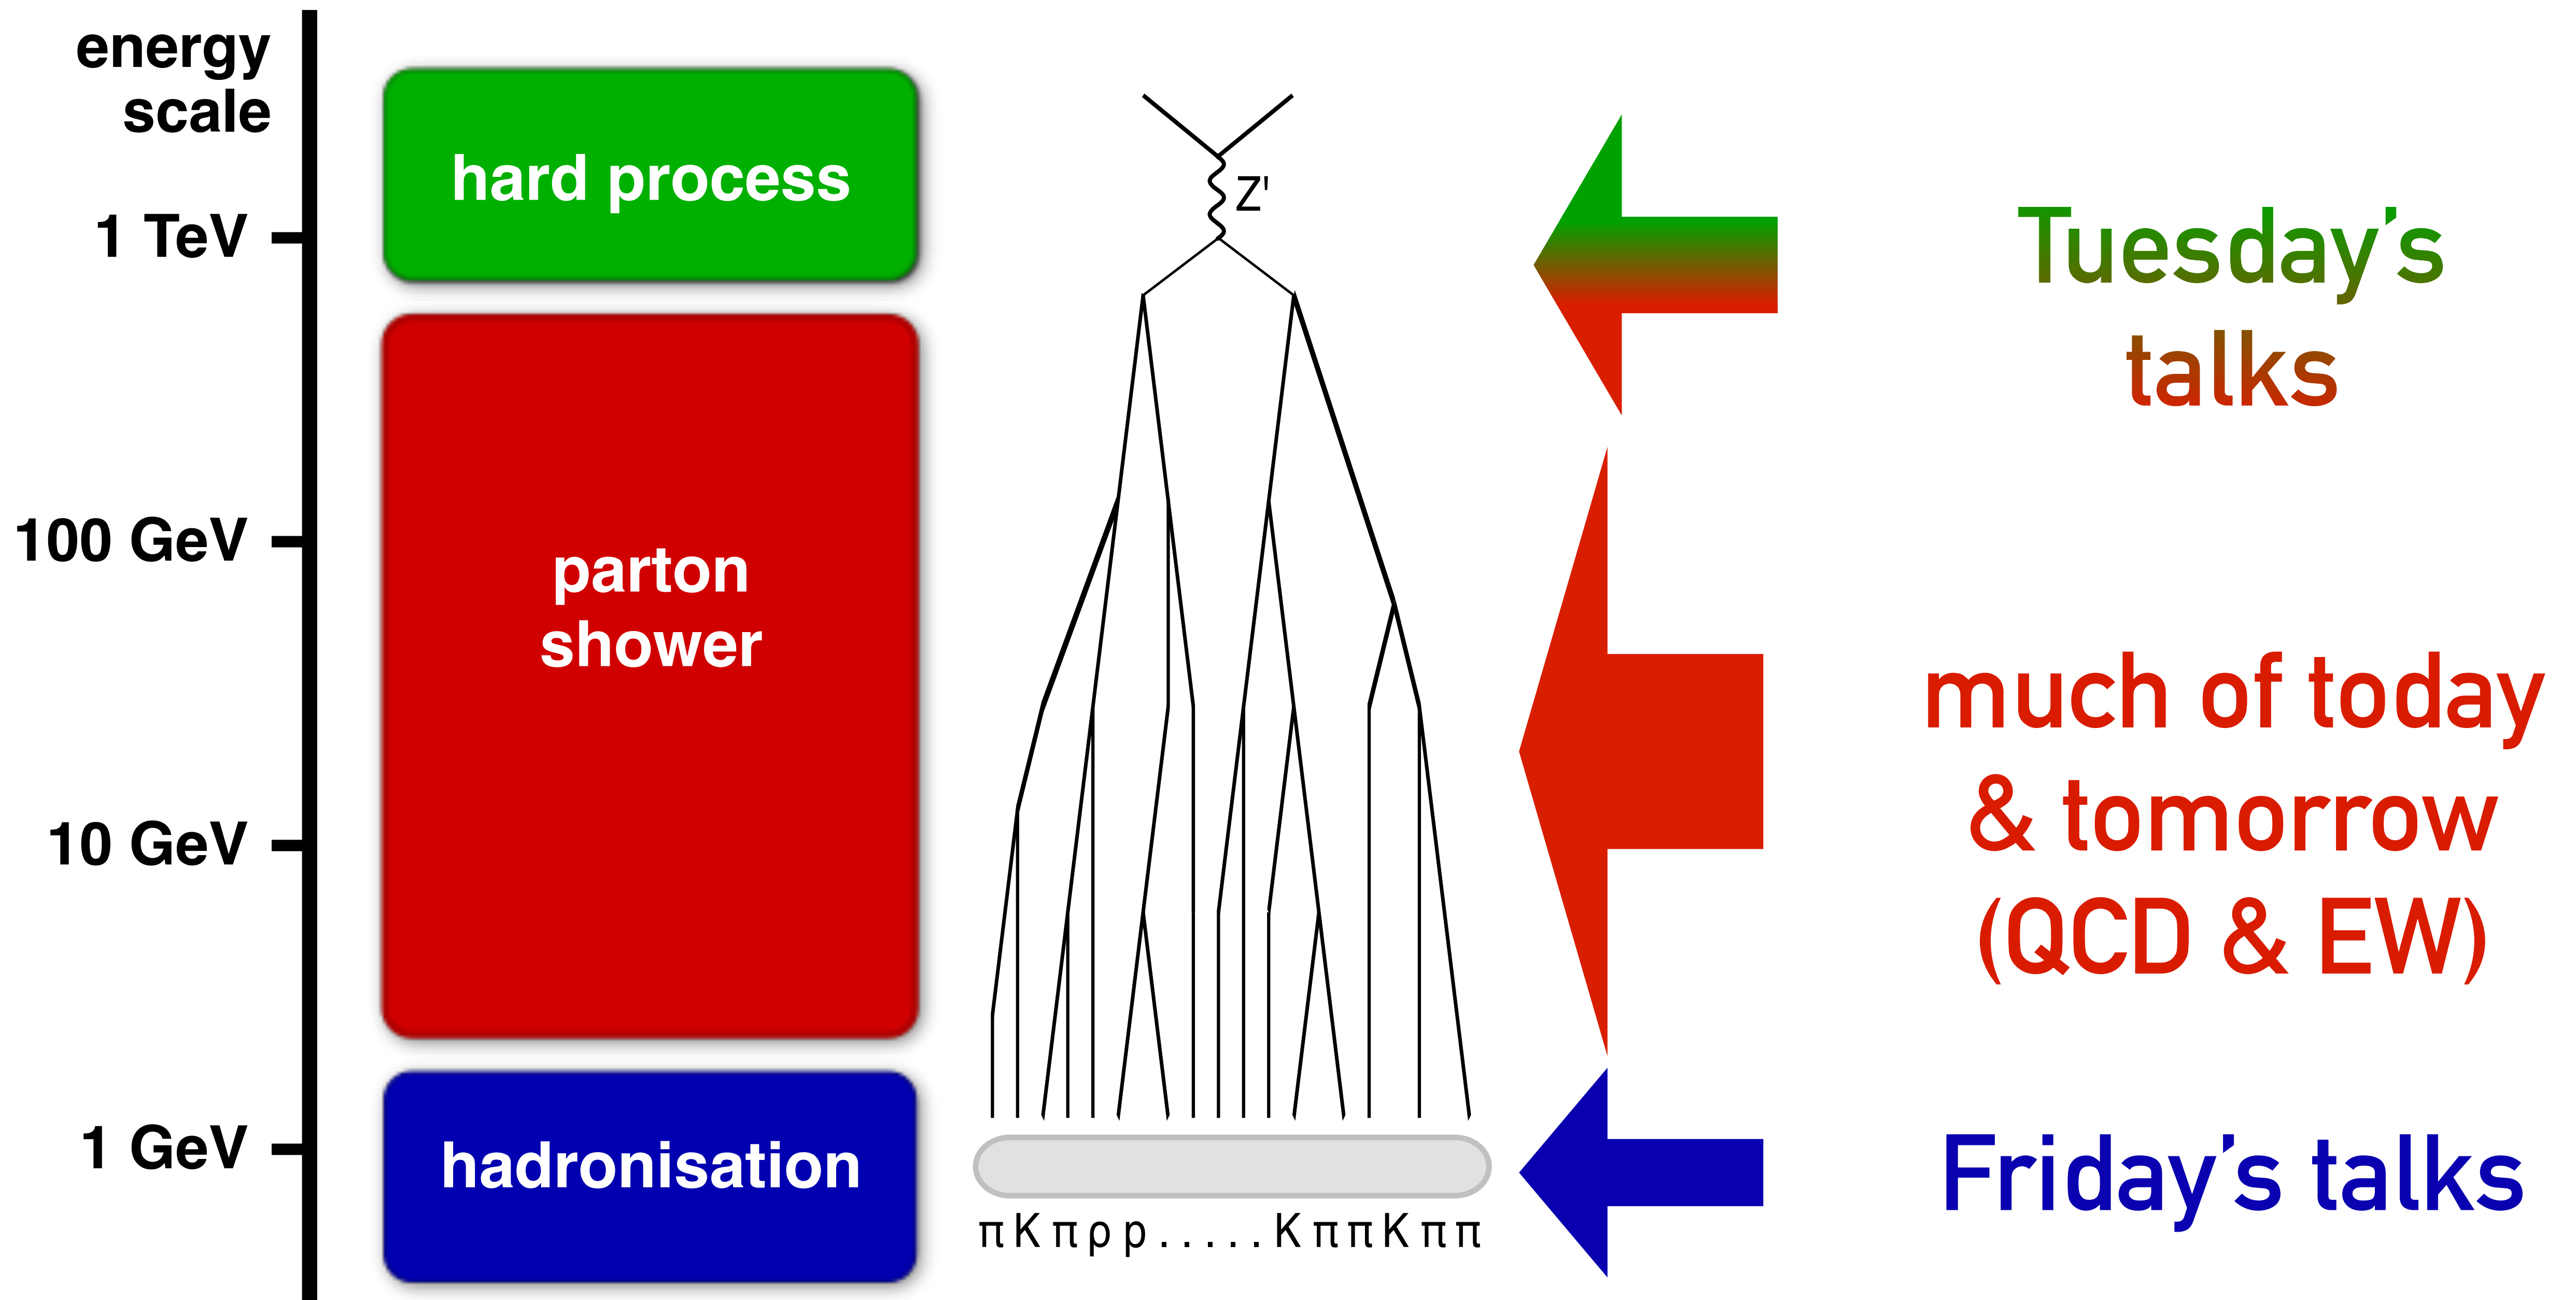 energy
scale
1 TeV
100 GeV
10 GeV
1 GeV
hard process
parton
shower
hadronisation
Z'
π K π ρ p . . . . . K π π K π π
Tuesday's
talks
much of today
& tomorrow
(QCD & EW)
Friday's talks